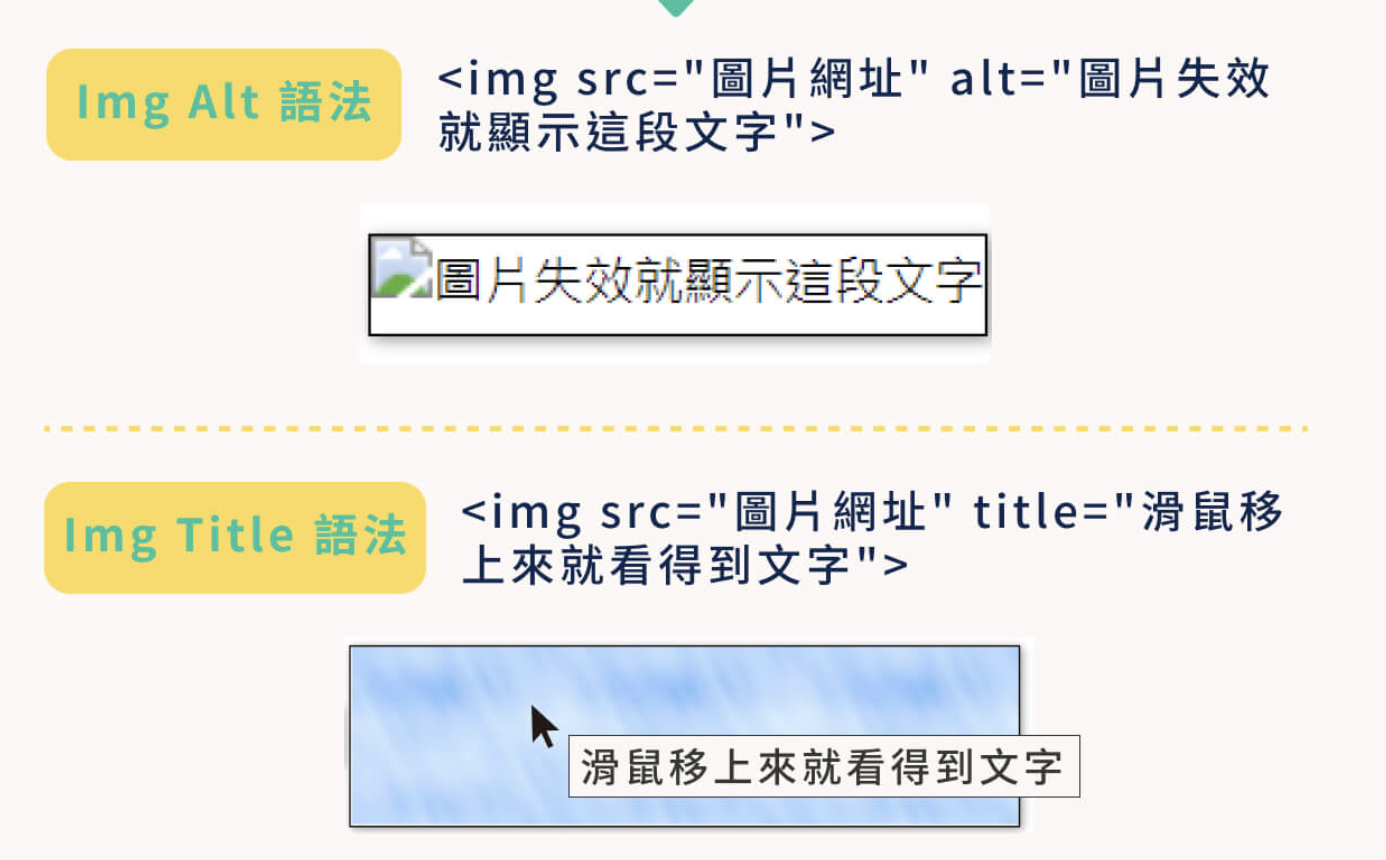 Img Alt 語法
<img src="圖片網址" alt="圖片失效
就顯示這段文字">
圖片失效就顯示這段文字
Img Title 語法
<img src="圖片網址" title="滑鼠移
上來就看得到文字">
滑鼠移上來就看得到文字